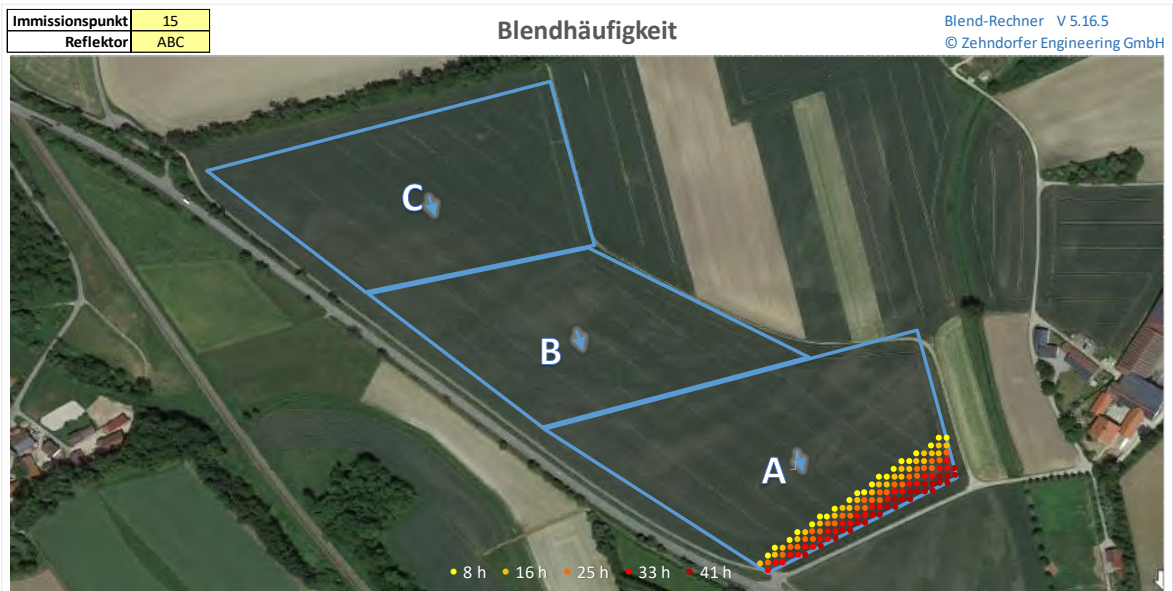 Immissionspunkt 15
Reflektor ABC
Blendhäufigkeit
Blend-Rechner V 5.16.5
© Zehndorfer Engineering GmbH
C
B
A
8 h 16 h 25 h 33 h 41 h